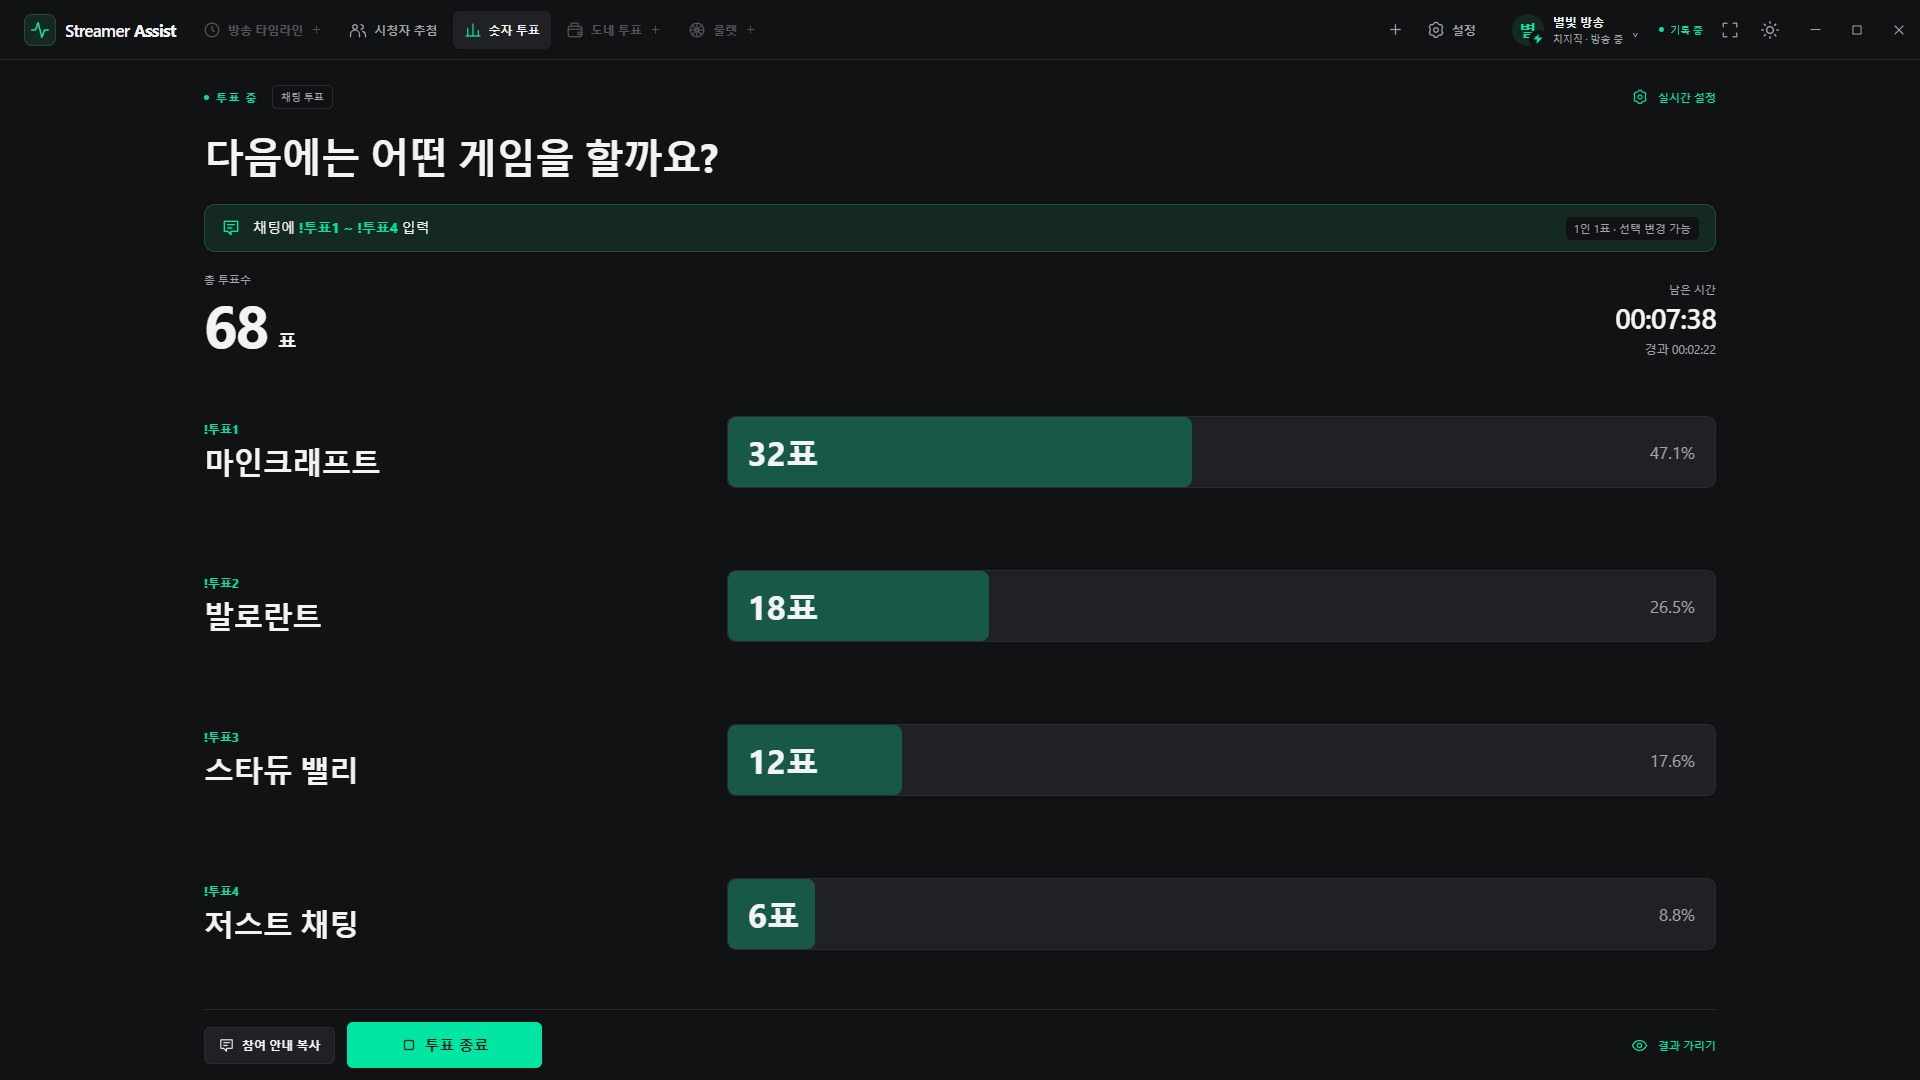 Streamer Assist
방송 타임라인 +
시청자 추첨
숫자 투표
도네 투표 +
룰렛 +
+
설정
별
별빛 방송
치지직 · 방송 중
기록 중
투표 중
채팅 투표
실시간 설정
다음에는 어떤 게임을 할까요?
채팅에 !투표1 ~ !투표4 입력
1인 1표 · 선택 변경 가능
총 투표수
68 표
남은 시간
00:07:38
경과 00:02:22
!투표1
마인크래프트
32표
47.1%
!투표2
발로란트
18표
26.5%
!투표3
스타듀 밸리
12표
17.6%
!투표4
저스트 채팅
6표
8.8%
참여 안내 복사
투표 종료
결과 가리기